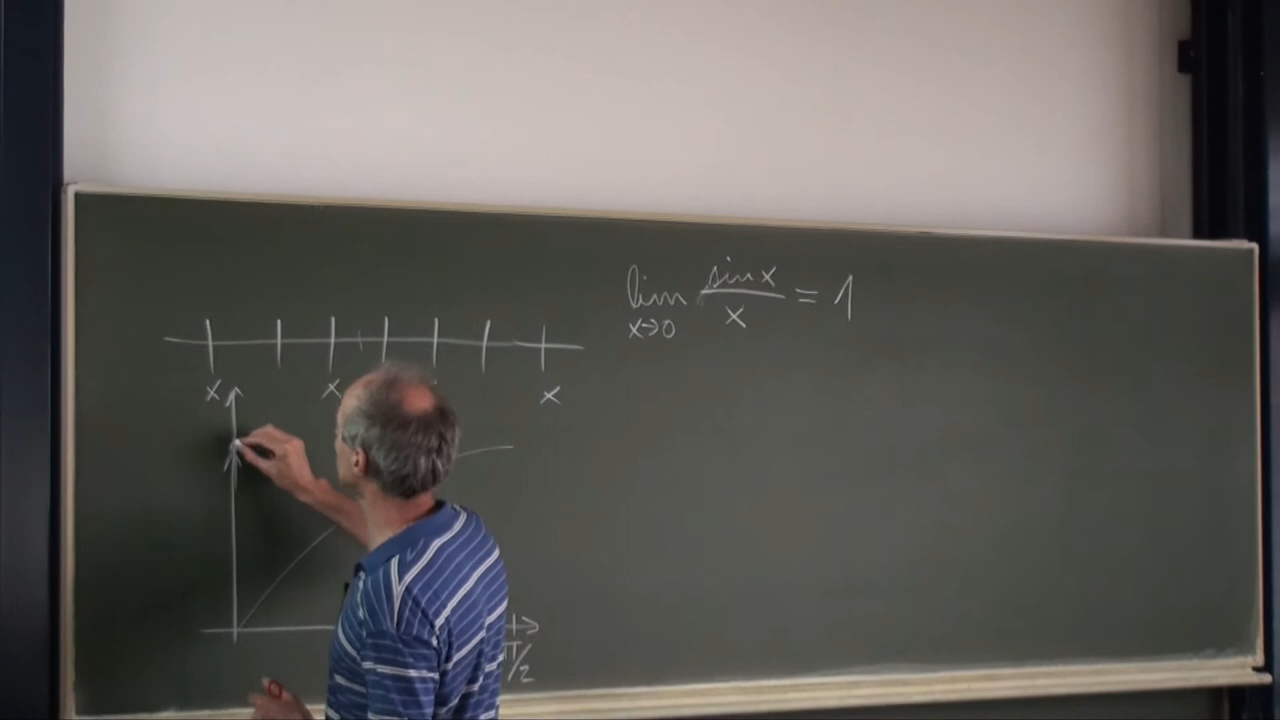 lim sin x / x = 1
x→0
x x x
π/2